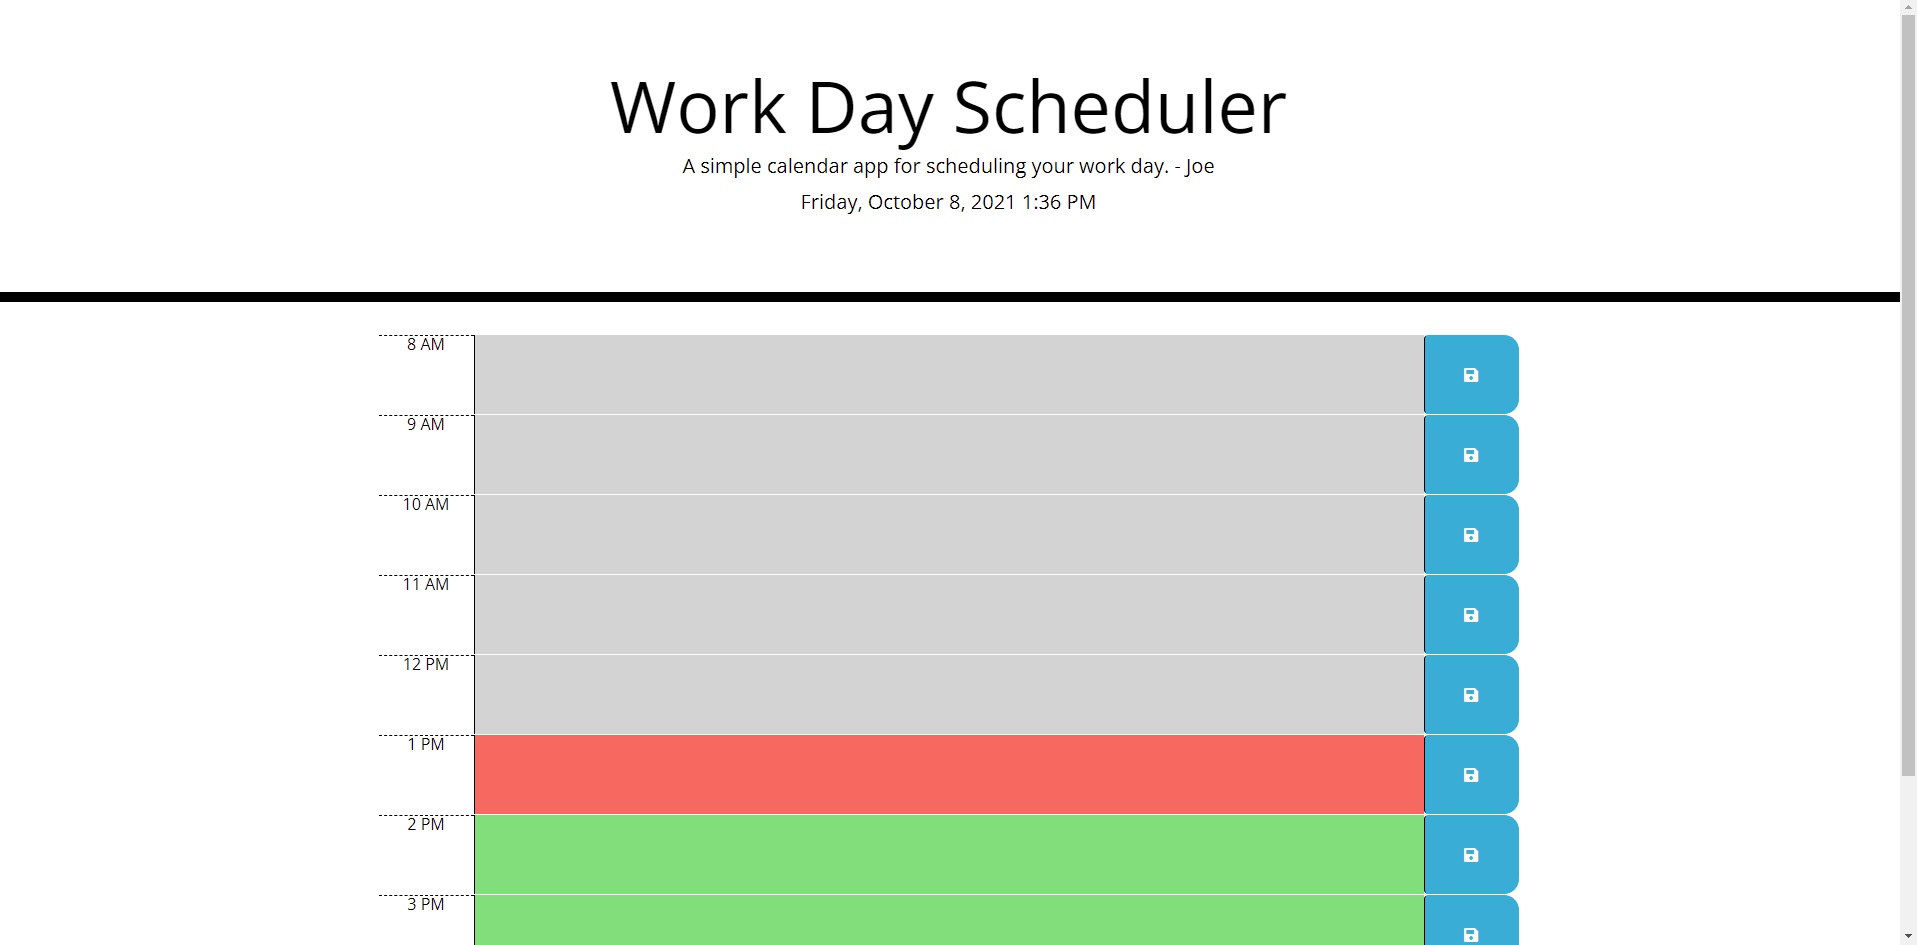 Work Day Scheduler
A simple calendar app for scheduling your work day. - Joe
Friday, October 8, 2021 1:36 PM
8 AM
9 AM
10 AM
11 AM
12 PM
1 PM
2 PM
3 PM